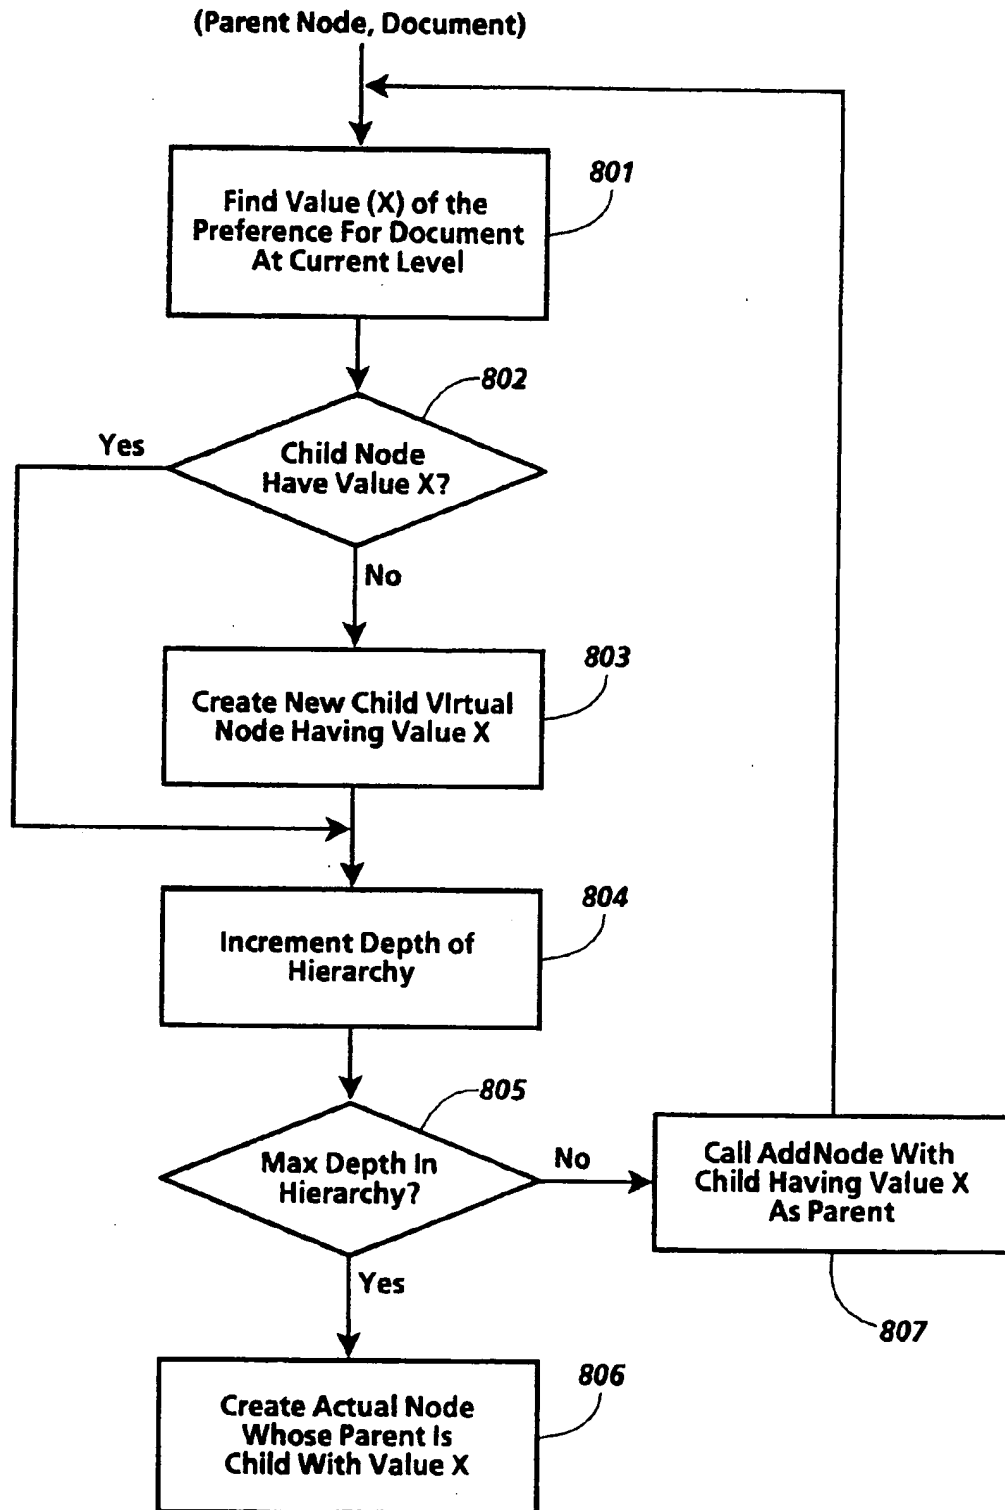 (Parent Node, Document)
801
Find Value (X) of the
Preference For Document
At Current Level
802
Yes
Child Node
Have Value X?
No
803
Create New Child Virtual
Node Having Value X
804
Increment Depth of
Hierarchy
805
Max Depth In
Hierarchy?
No
Call AddNode With
Child Having Value X
As Parent
Yes
807
806
Create Actual Node
Whose Parent Is
Child With Value X